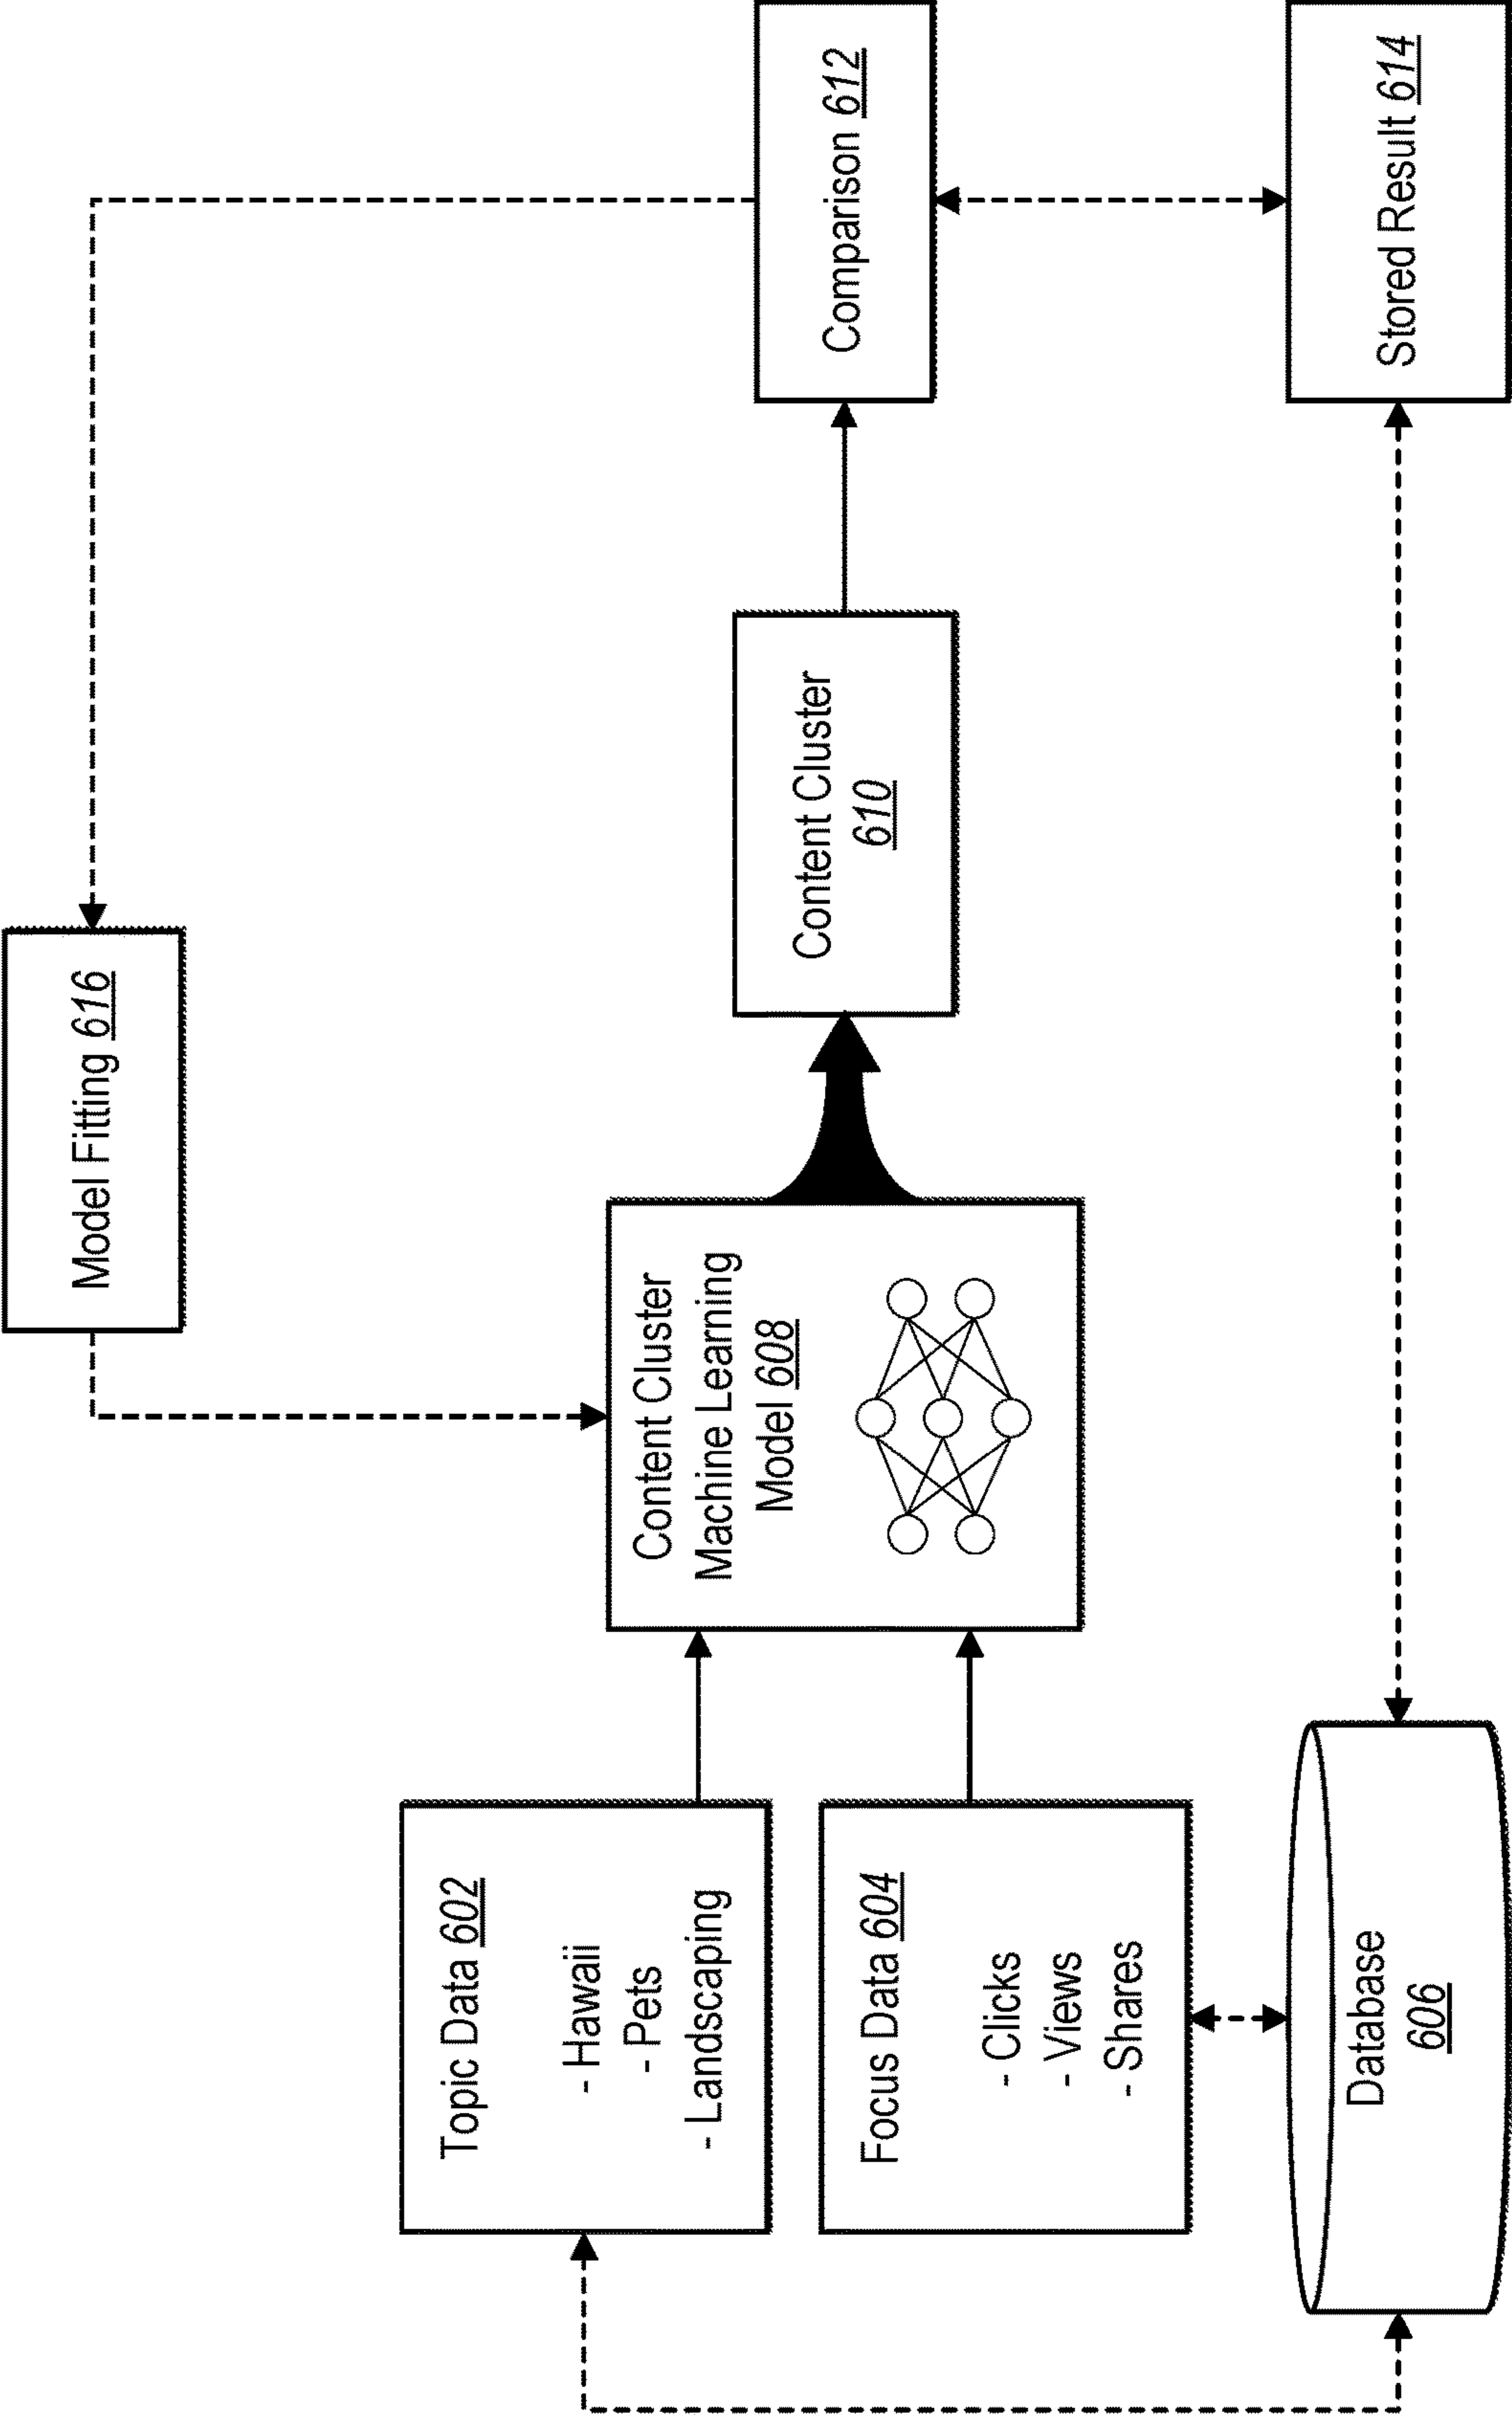 Model Fitting 616
Topic Data 602
- Hawaii
- Pets
- Landscaping
Focus Data 604
- Clicks
- Views
- Shares
Database
606
Content Cluster
Machine Learning
Model 608
Content Cluster
610
Comparison 612
Stored Result 614